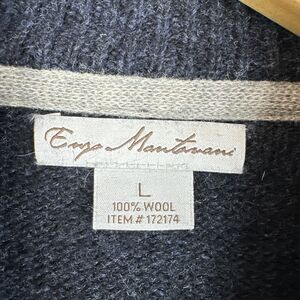 Enzo Mantovani
L
100% WOOL
ITEM # 172174